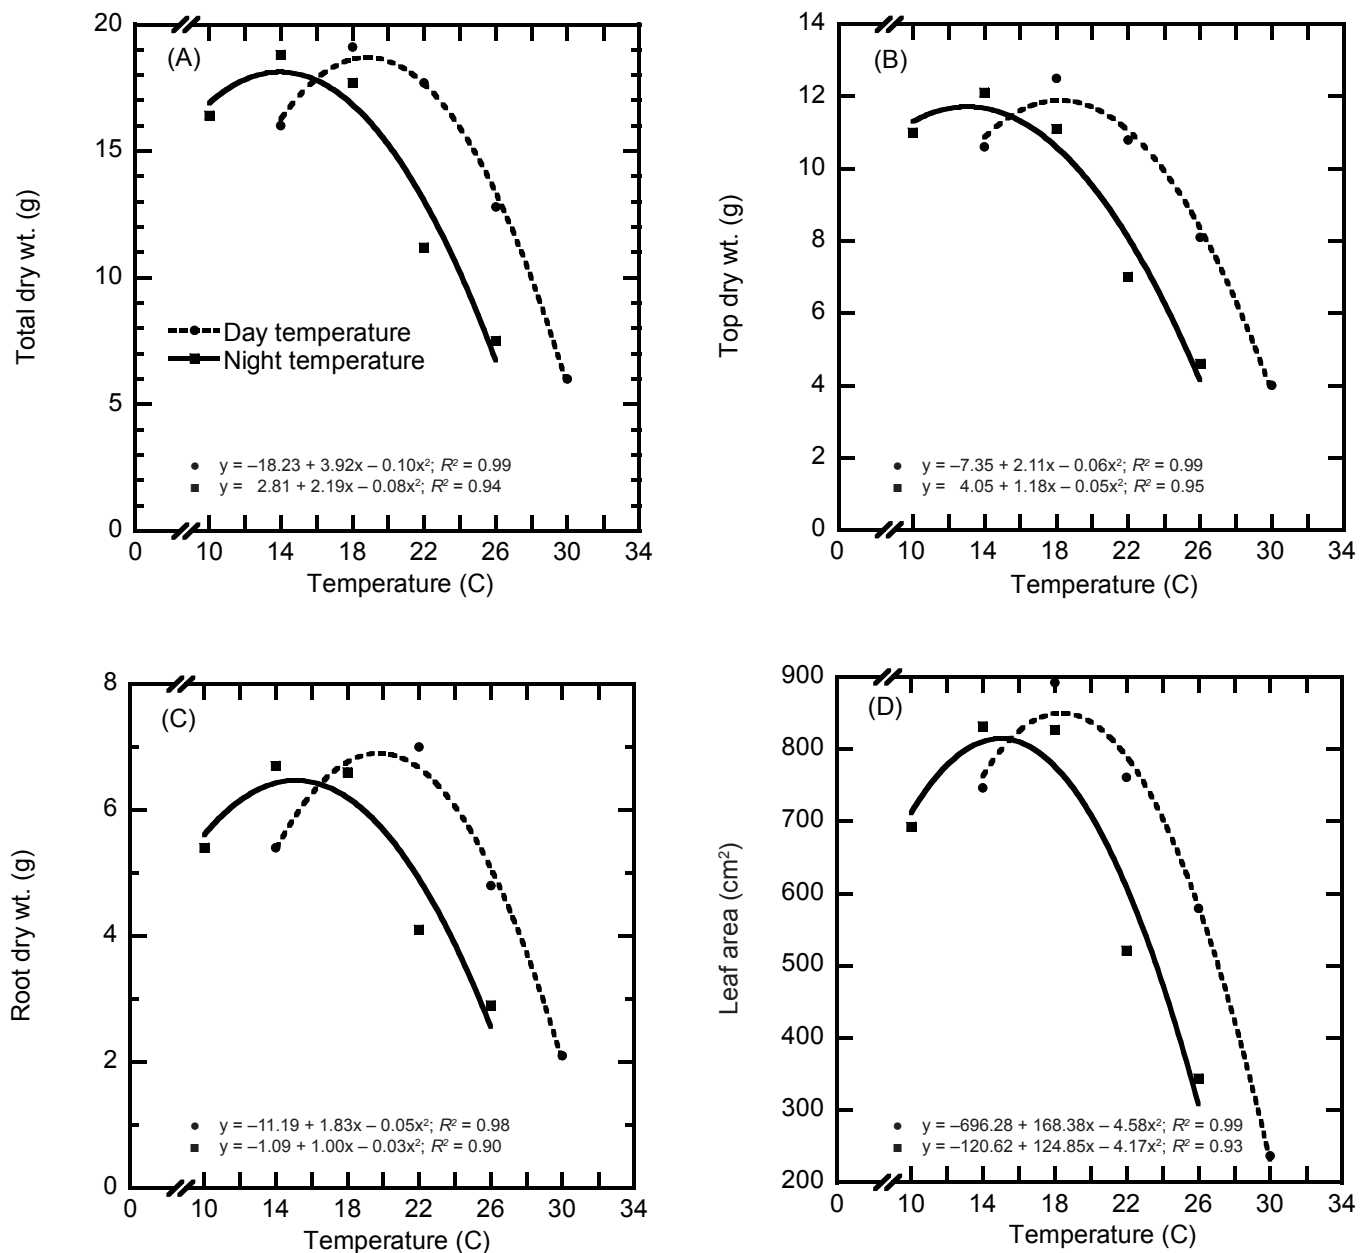 20
15
10
5
0
Total dry wt. (g)
(A)
Day temperature
Night temperature
y = –18.23 + 3.92x – 0.10x²; R² = 0.99
y = 2.81 + 2.19x – 0.08x²; R² = 0.94
0 10 14 18 22 26 30 34
Temperature (C)
14
12
10
8
6
4
2
0
Top dry wt. (g)
(B)
y = –7.35 + 2.11x – 0.06x²; R² = 0.99
y = 4.05 + 1.18x – 0.05x²; R² = 0.95
0 10 14 18 22 26 30 34
Temperature (C)
8
6
4
2
0
Root dry wt. (g)
(C)
y = –11.19 + 1.83x – 0.05x²; R² = 0.98
y = –1.09 + 1.00x – 0.03x²; R² = 0.90
0 10 14 18 22 26 30 34
Temperature (C)
900
800
700
600
500
400
300
200
Leaf area (cm²)
(D)
y = –696.28 + 168.38x – 4.58x²; R² = 0.99
y = –120.62 + 124.85x – 4.17x²; R² = 0.93
0 10 14 18 22 26 30 34
Temperature (C)